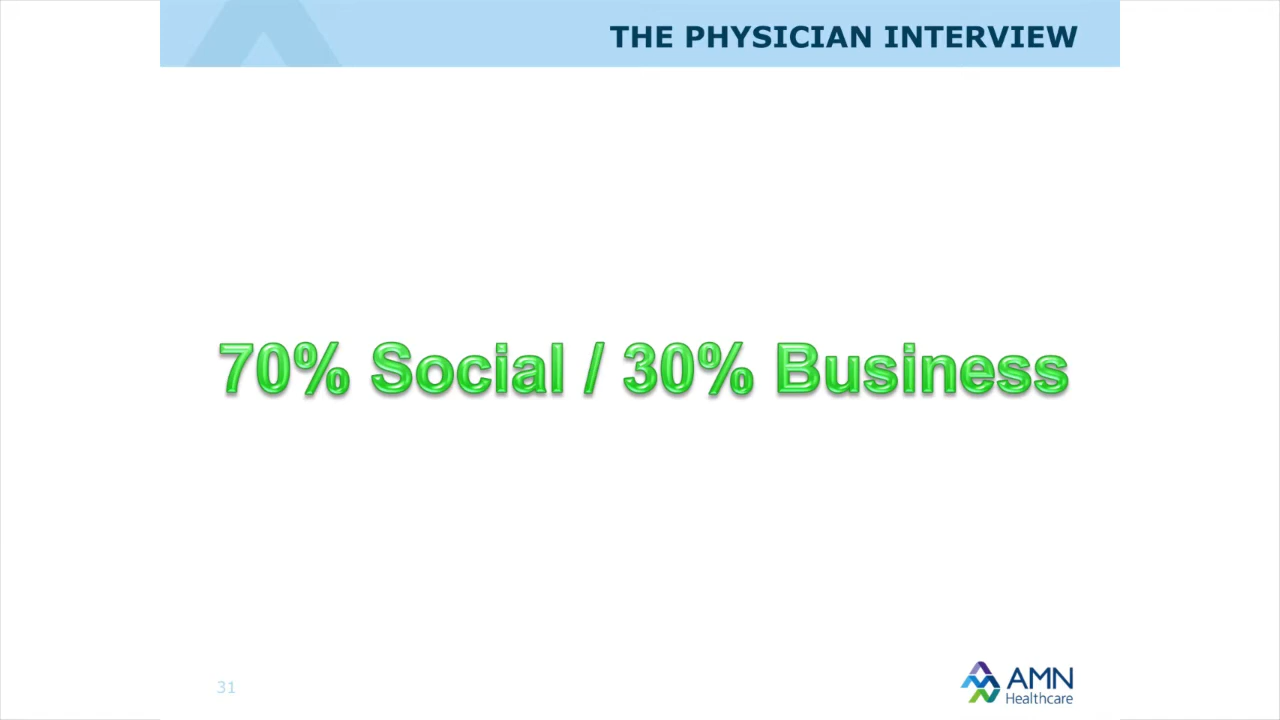 THE PHYSICIAN INTERVIEW
70% Social / 30% Business
31
AMN
Healthcare